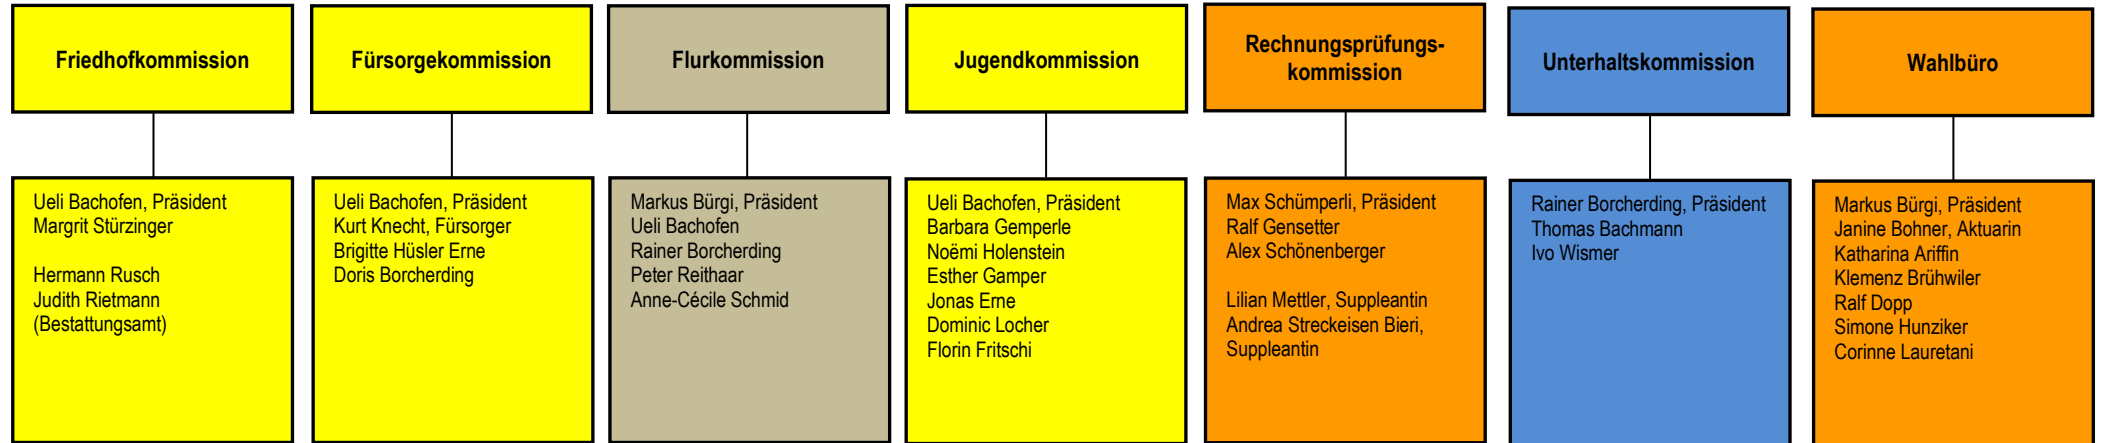 Friedhofkommission
Fürsorgekommission
Flurkommission
Jugendkommission
Rechnungsprüfungs-
kommission
Unterhaltskommission
Wahlbüro
Ueli Bachofen, Präsident
Margrit Stürzinger
Hermann Rusch
Judith Rietmann
(Bestattungsamt)
Ueli Bachofen, Präsident
Kurt Knecht, Fürsorger
Brigitte Hüsler Erne
Doris Borcherding
Markus Bürgi, Präsident
Ueli Bachofen
Rainer Borcherding
Peter Reithaar
Anne-Cécile Schmid
Ueli Bachofen, Präsident
Barbara Gemperle
Noëmi Holenstein
Esther Gamper
Jonas Erne
Dominic Locher
Florin Fritschi
Max Schümperli, Präsident
Ralf Gensetter
Alex Schönenberger
Lilian Mettler, Suppleantin
Andrea Streckeisen Bieri,
Suppleantin
Rainer Borcherding, Präsident
Thomas Bachmann
Ivo Wismer
Markus Bürgi, Präsident
Janine Bohner, Aktuarin
Katharina Ariffin
Klemenz Brühwiler
Ralf Dopp
Simone Hunziker
Corinne Lauretani